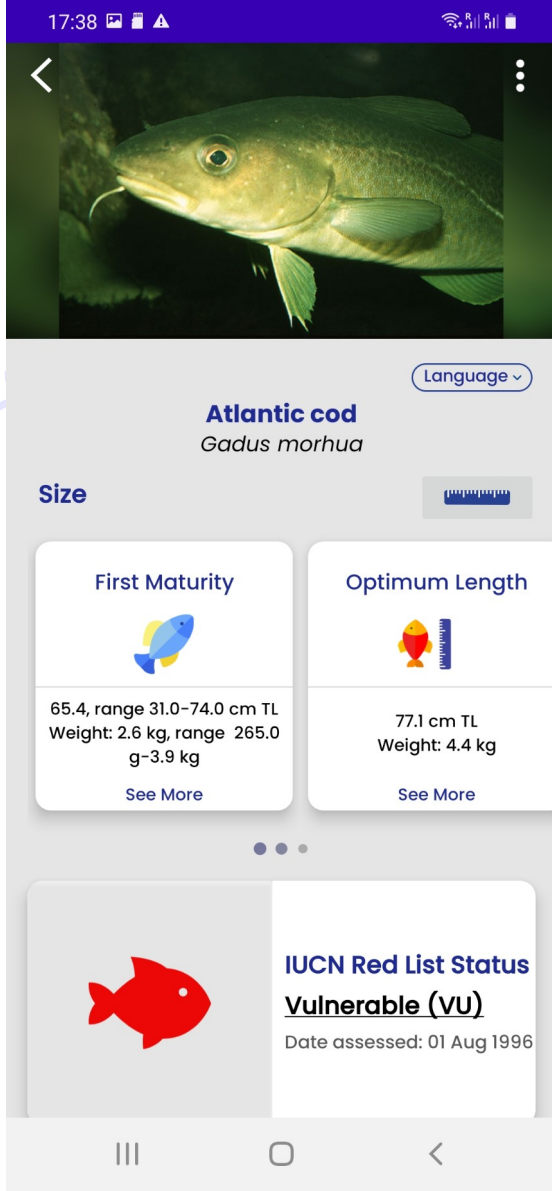 17:38
Language
Atlantic cod
Gadus morhua
Size
First Maturity
65.4, range 31.0-74.0 cm TL
Weight: 2.6 kg, range 265.0
g-3.9 kg
See More
Optimum Length
77.1 cm TL
Weight: 4.4 kg
See More
IUCN Red List Status
Vulnerable (VU)
Date assessed: 01 Aug 1996